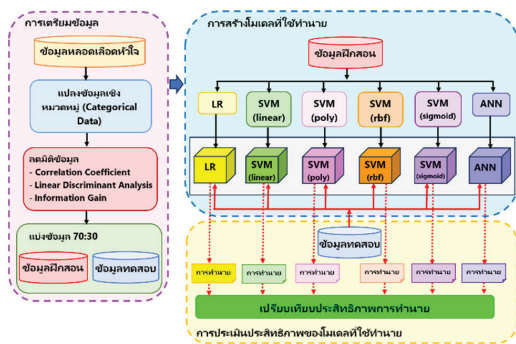 การเตรียมข้อมูล
ข้อมูลหลอดเลือดหัวใจ
แปลงข้อมูลเชิง
หมวดหมู่ (Categorical
Data)
ลดมิติข้อมูล
- Correlation Coefficient
- Linear Discriminant Analysis
- Information Gain
แบ่งข้อมูล 70:30
ข้อมูลฝึกสอน
ข้อมูลทดสอบ
การสร้างโมเดลที่ใช้ทำนาย
ข้อมูลฝึกสอน
LR
SVM
(linear)
SVM
(poly)
SVM
(rbf)
SVM
(sigmoid)
ANN
LR
SVM
(linear)
SVM
(poly)
SVM
(rbf)
SVM
(sigmoid)
ANN
ข้อมูลทดสอบ
การทำนาย
การทำนาย
การทำนาย
การทำนาย
การทำนาย
การทำนาย
เปรียบเทียบประสิทธิภาพการทำนาย
การประเมินประสิทธิภาพของโมเดลที่ใช้ทำนาย